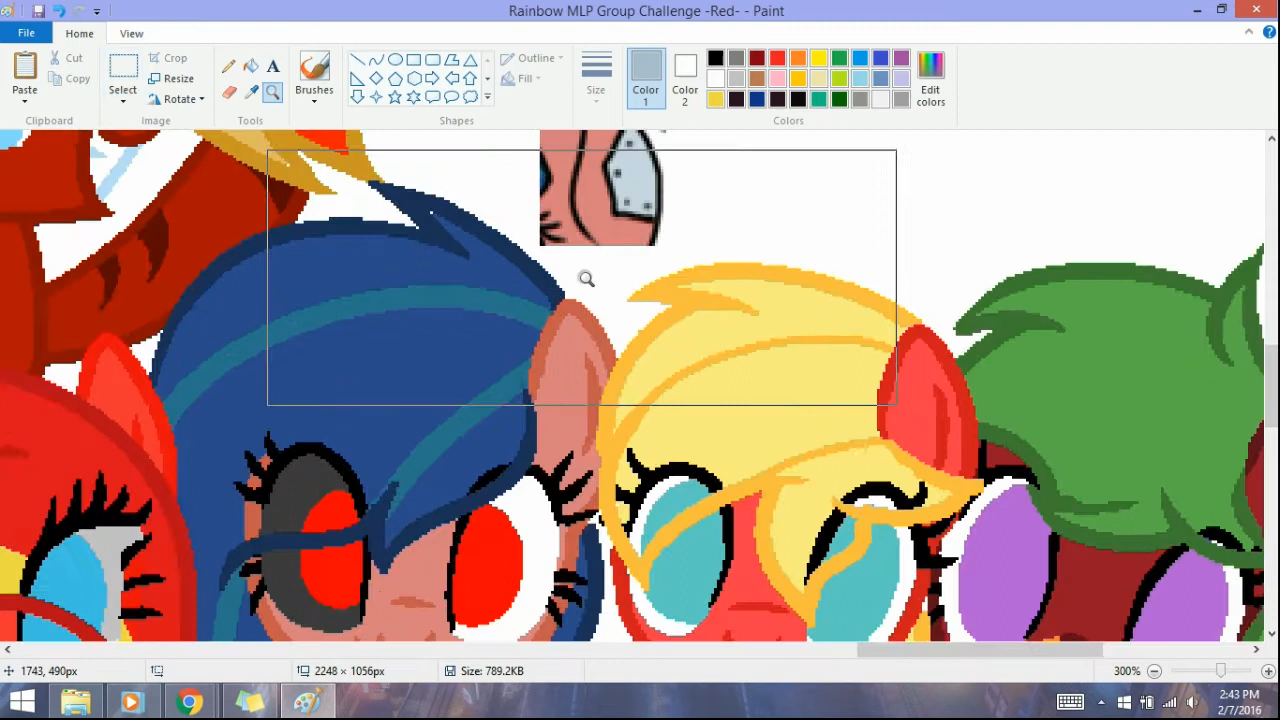 Rainbow MLP Group Challenge -Red- - Paint
File Home View
Paste
Cut
Copy
Clipboard
Select
Crop
Resize
Rotate
Image
A
Tools
Brushes
Outline
Fill
Shapes
Size
Color 1
Color 2
Edit colors
Colors
1743, 490px
2248 × 1056px
Size: 789.2KB
300%
2:43 PM
2/7/2016